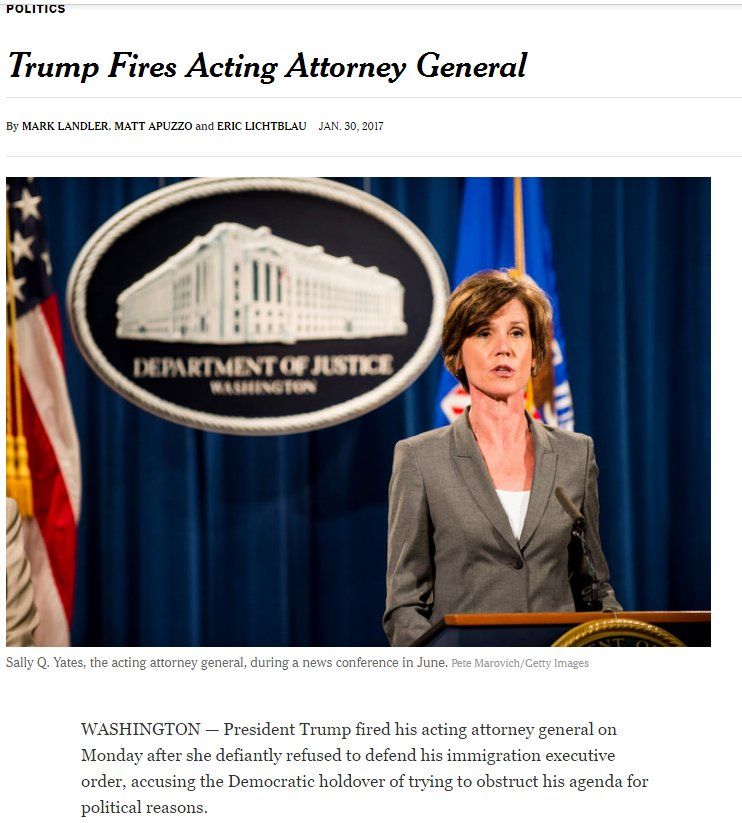 POLITICS
Trump Fires Acting Attorney General
By MARK LANDLER, MATT APUZZO and ERIC LICHTBLAU JAN. 30, 2017
DEPARTMENT OF JUSTICE
WASHINGTON
Sally Q. Yates, the acting attorney general, during a news conference in June. Pete Marovich/Getty Images
WASHINGTON — President Trump fired his acting attorney general on
Monday after she defiantly refused to defend his immigration executive
order, accusing the Democratic holdover of trying to obstruct his agenda for
political reasons.